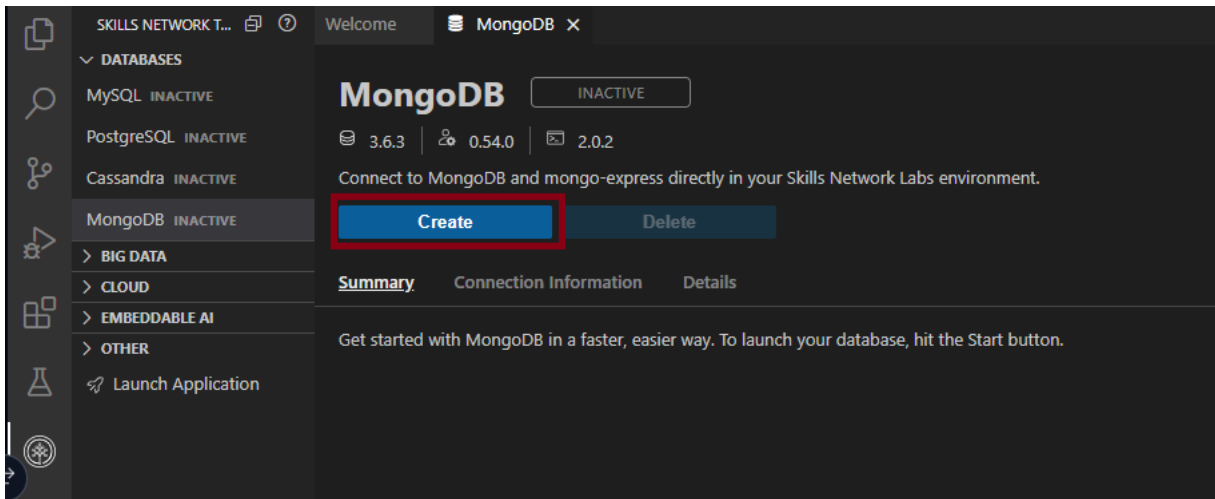 SKILLS NETWORK T...
Welcome
MongoDB
DATABASES
MySQL INACTIVE
PostgreSQL INACTIVE
Cassandra INACTIVE
MongoDB INACTIVE
BIG DATA
CLOUD
EMBEDDABLE AI
OTHER
Launch Application
MongoDB INACTIVE
3.6.3 0.54.0 2.0.2
Connect to MongoDB and mongo-express directly in your Skills Network Labs environment.
Create Delete
Summary Connection Information Details
Get started with MongoDB in a faster, easier way. To launch your database, hit the Start button.